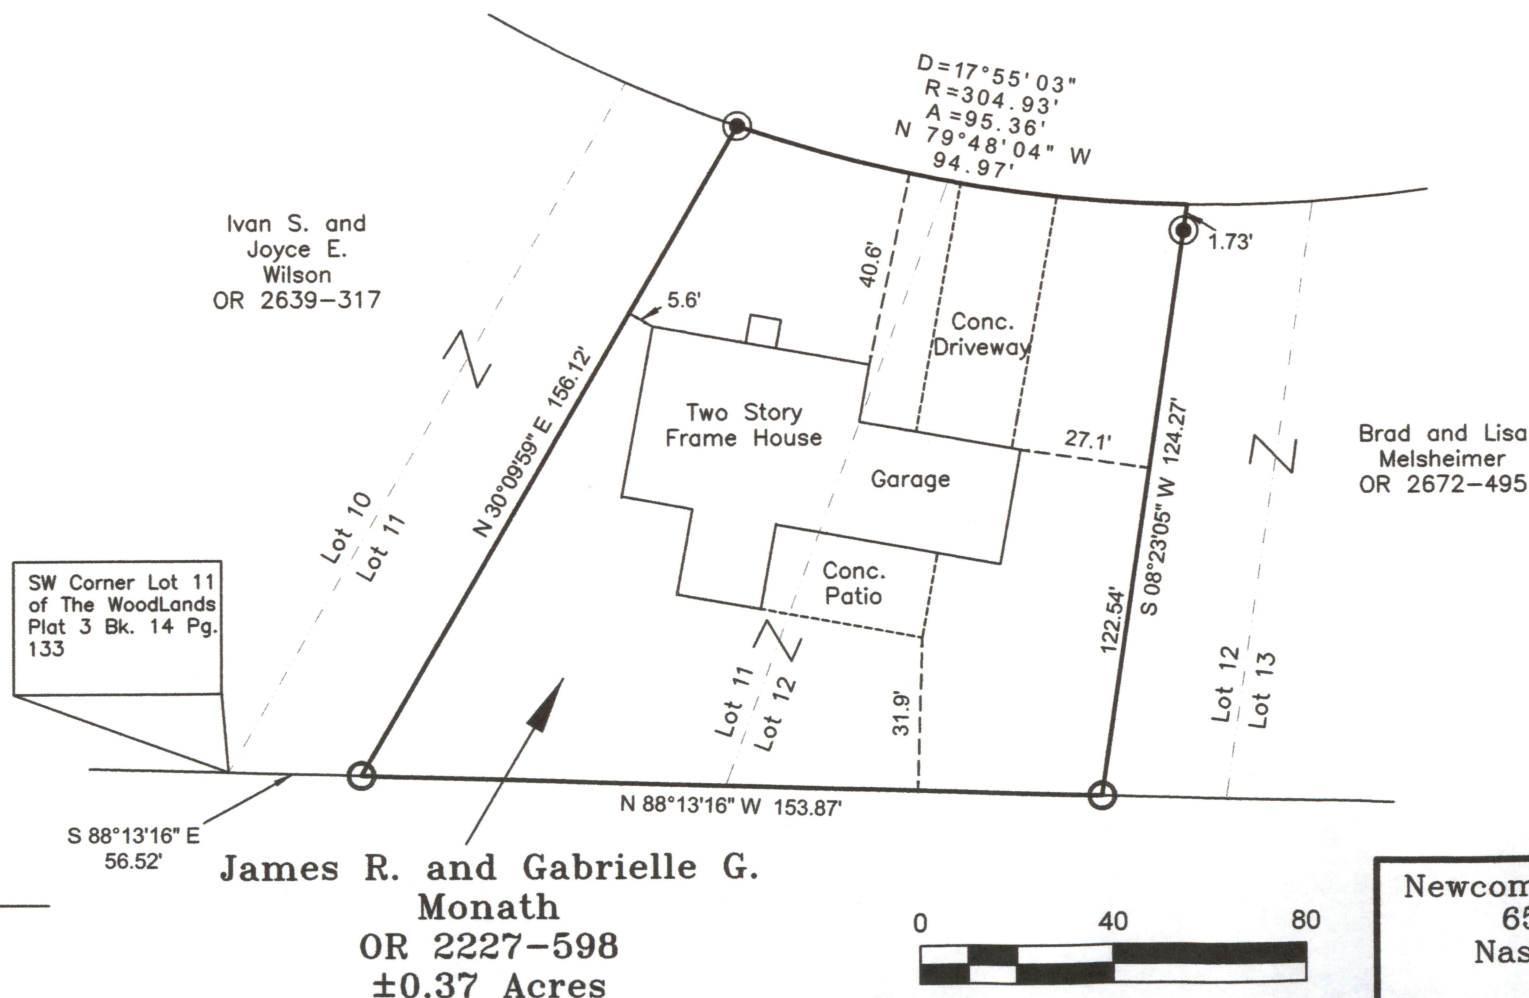 D=17°55'03"
R=304.93'
A=95.36'
N 79°48'04" W
94.97'
Ivan S. and
Joyce E.
Wilson
OR 2639-317
1.73'
40.6'
5.6'
Conc.
Driveway
N 30°09'59" E 156.12'
Two Story
Frame House
27.1'
S 08°23'05" W 124.27'
Brad and Lisa
Melsheimer
OR 2672-495
Garage
Lot 10
Lot 11
SW Corner Lot 11
of The WoodLands
Plat 3 Bk. 14 Pg.
133
Conc.
Patio
122.54'
Lot 11
Lot 12
31.9'
Lot 12
Lot 13
N 88°13'16" W 153.87'
S 88°13'16" E
56.52'
James R. and Gabrielle G.
Monath
OR 2227-598
±0.37 Acres
0 40 80
Newcom
65
Nas